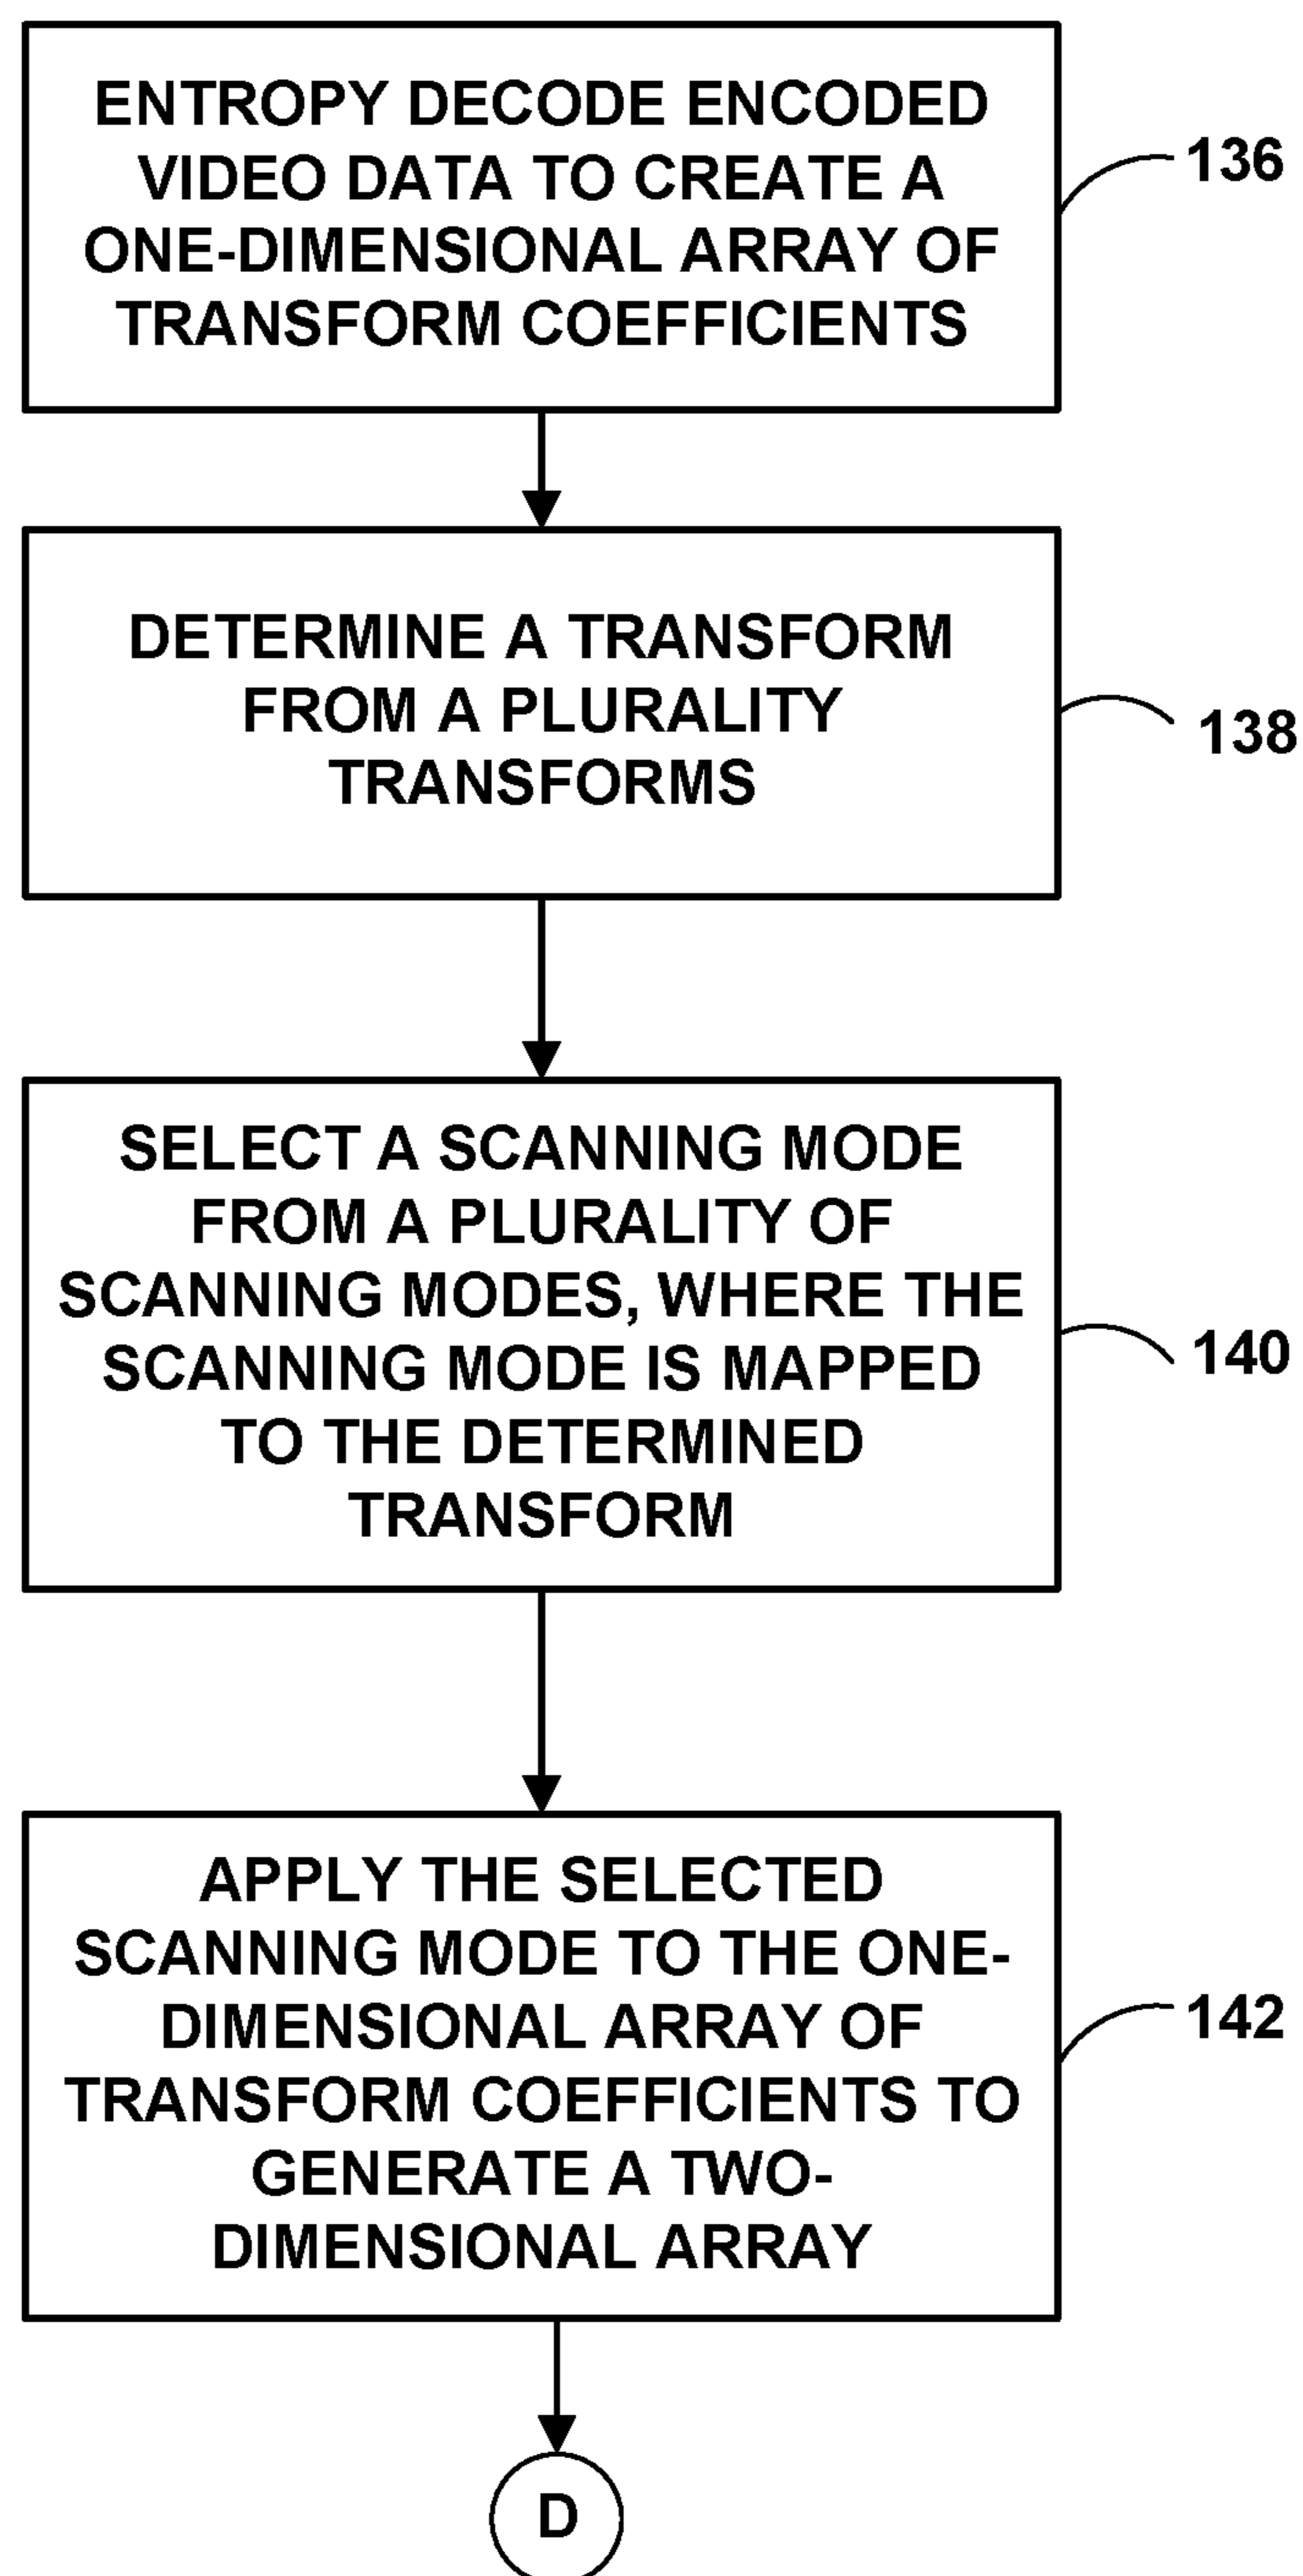 ENTROPY DECODE ENCODED
VIDEO DATA TO CREATE A
ONE-DIMENSIONAL ARRAY OF
TRANSFORM COEFFICIENTS
136
DETERMINE A TRANSFORM
FROM A PLURALITY
TRANSFORMS
138
SELECT A SCANNING MODE
FROM A PLURALITY OF
SCANNING MODES, WHERE THE
SCANNING MODE IS MAPPED
TO THE DETERMINED
TRANSFORM
140
APPLY THE SELECTED
SCANNING MODE TO THE ONE-
DIMENSIONAL ARRAY OF
TRANSFORM COEFFICIENTS TO
GENERATE A TWO-
DIMENSIONAL ARRAY
142
D